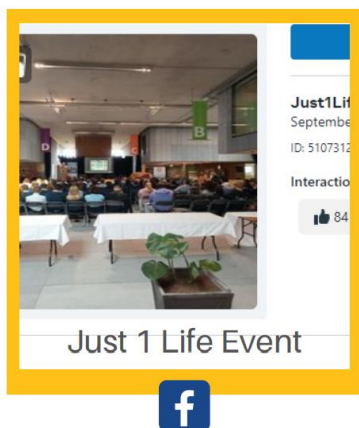 D
C
B
Just1Lif
Septembe
ID: 5107312
Interactio
84
Just 1 Life Event
f